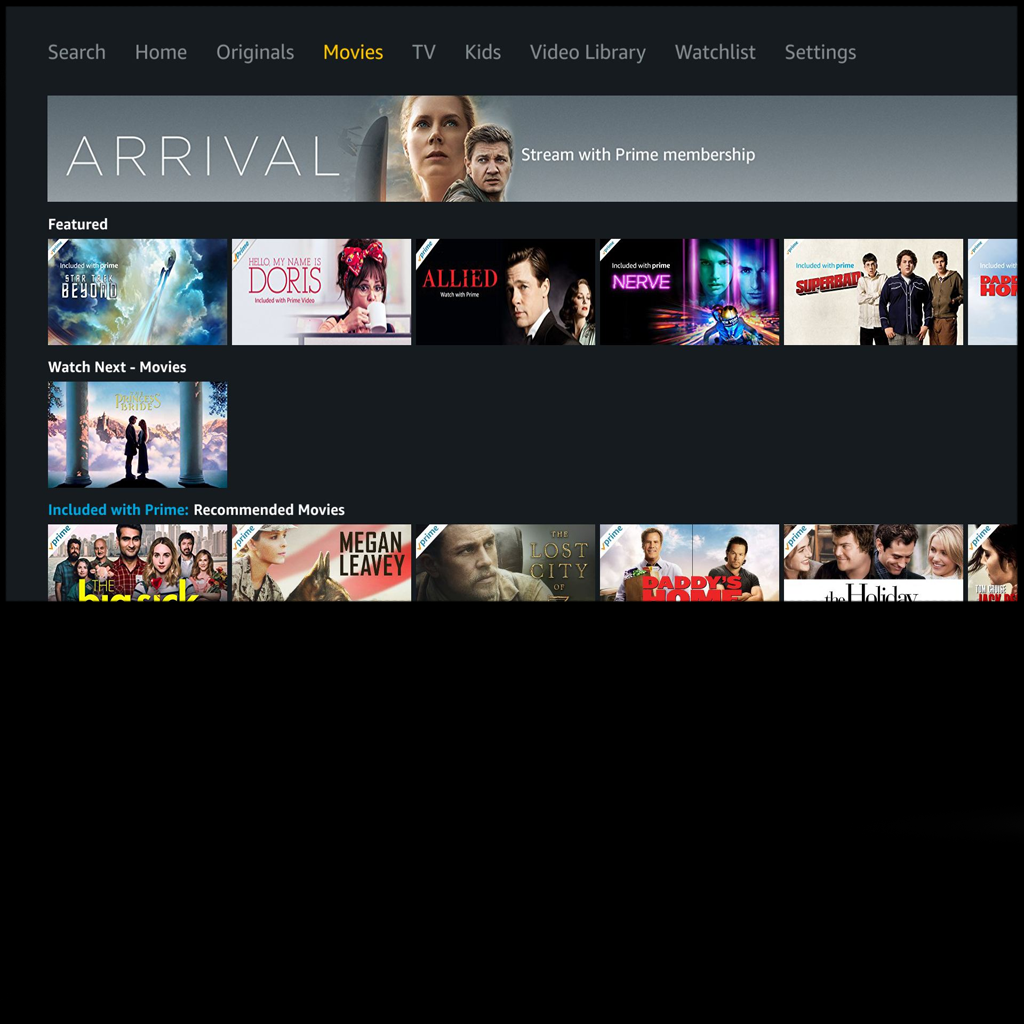 Search Home Originals Movies TV Kids Video Library Watchlist Settings
ARRIVAL
Stream with Prime membership
Featured
prime
Included with prime
STAR TREK
BEYOND
prime
HELLO, MY NAME IS
DORIS
Included with Prime Video
prime
ALLIED
Watch with Prime
prime
Included with prime
NERVE
prime
Included with prime
SUPERBAD
Included with
Watch Next - Movies
THE
PRINCESS
BRIDE
Included with Prime: Recommended Movies
prime
THE
big sick
prime
MEGAN
LEAVEY
prime
THE
LOST
CITY
OF
prime
DADDY'S
HOME
prime
the Holiday
prime
TOM CRUISE